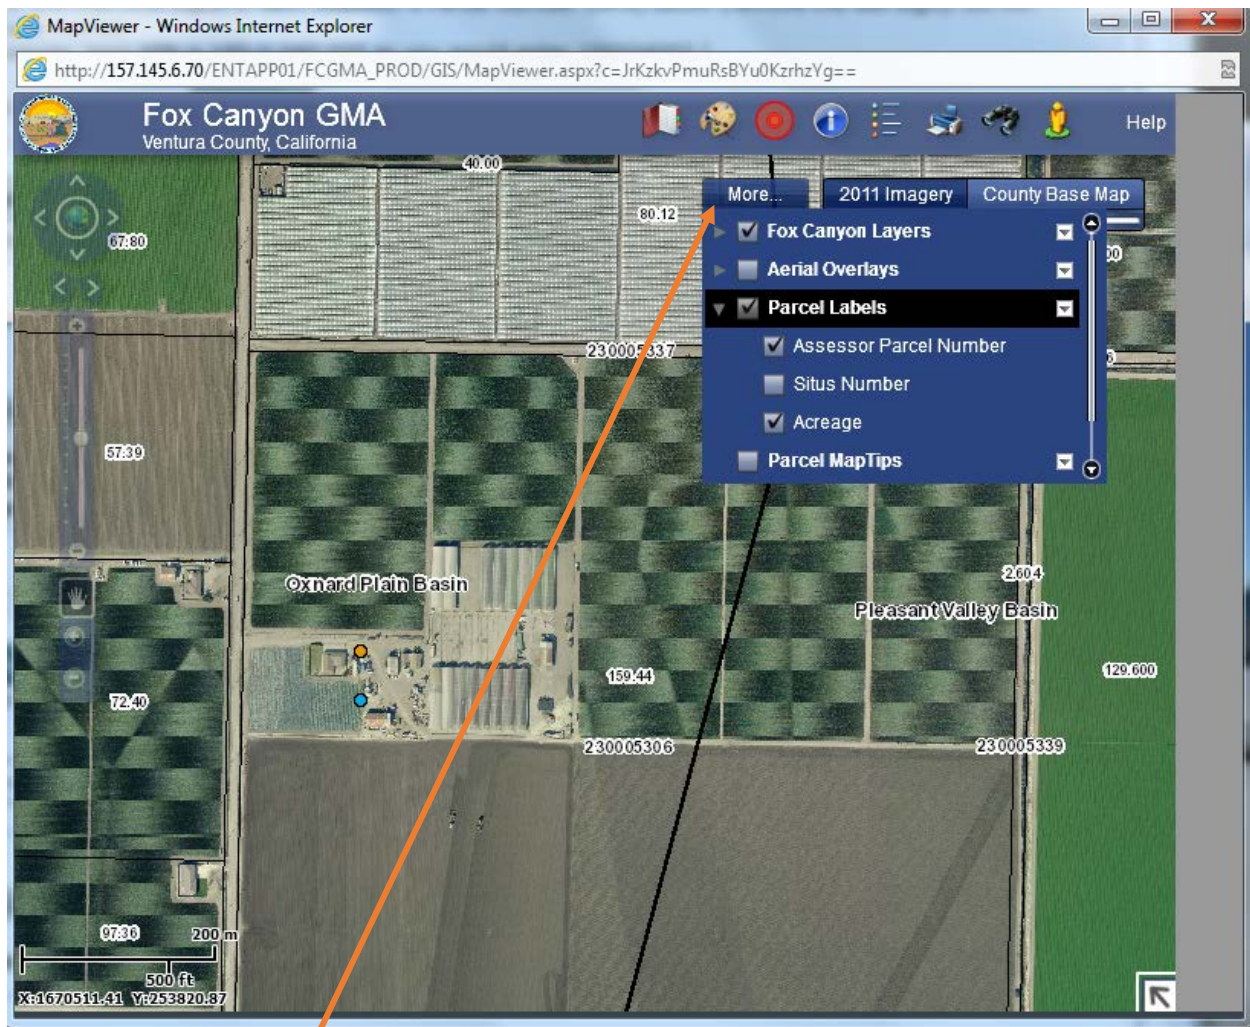 MapViewer - Windows Internet Explorer
http://157.145.6.70/ENTAPP01/FCGMA_PROD/GIS/MapViewer.aspx?c=JrKzkvPmuRsBYu0KzrhzYg==
Fox Canyon GMA
Ventura County, California
Help
40.00
More...
2011 Imagery
County Base Map
80.12
67.80
Fox Canyon Layers
Aerial Overlays
Parcel Labels
Assessor Parcel Number
Situs Number
Acreage
Parcel MapTips
230005337
57.39
Oxnard Plain Basin
2.604
Pleasant Valley Basin
159.44
129.600
72.40
230005306
230005339
97.36
200 m
500 ft
X:1670511.41 Y:253820.87